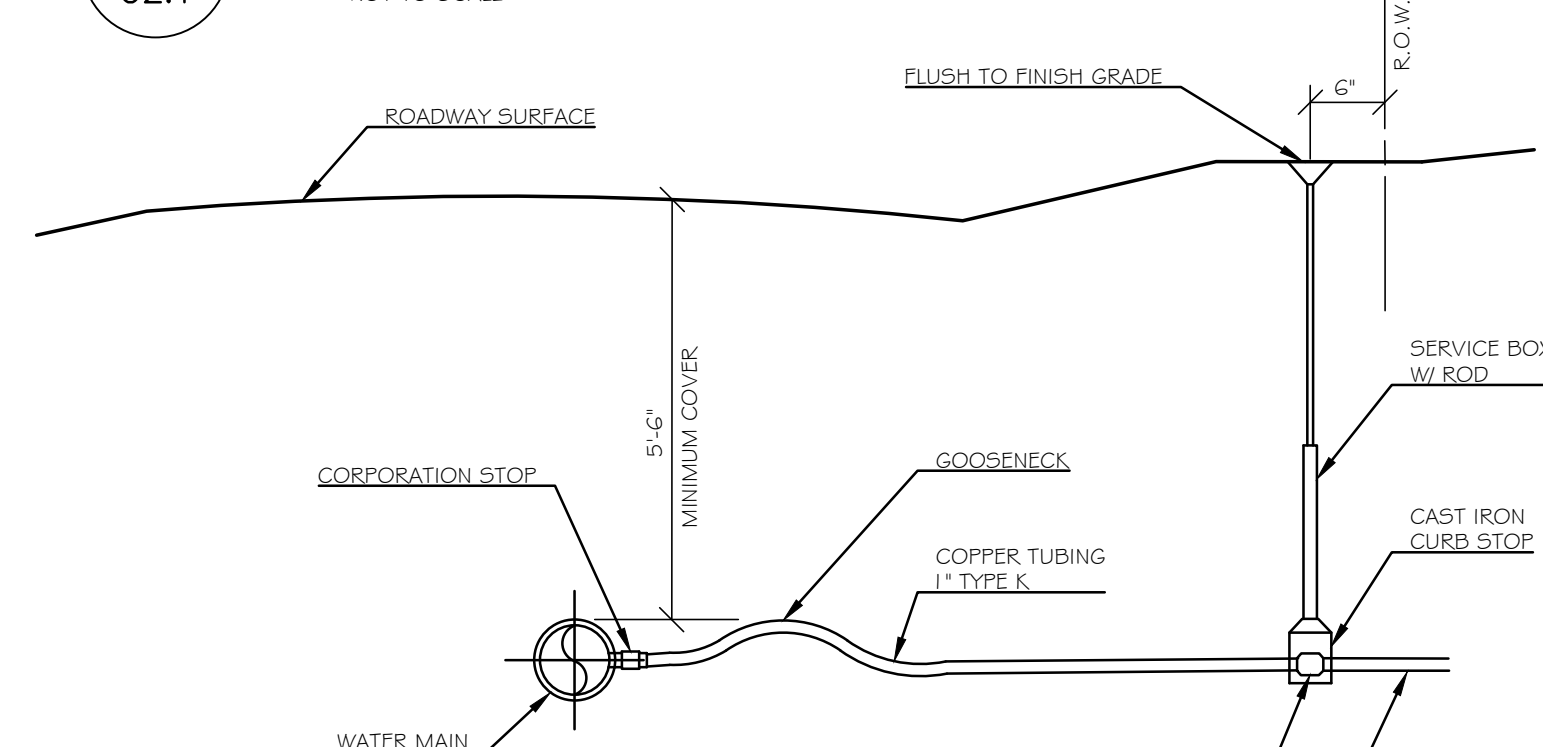 R.O.W.
FLUSH TO FINISH GRADE
6"
ROADWAY SURFACE
SERVICE BOX
W/ ROD
5'-6"
MINIMUM COVER
GOOSENECK
CORPORATION STOP
CAST IRON
CURB STOP
COPPER TUBING
1" TYPE K
WATER MAIN